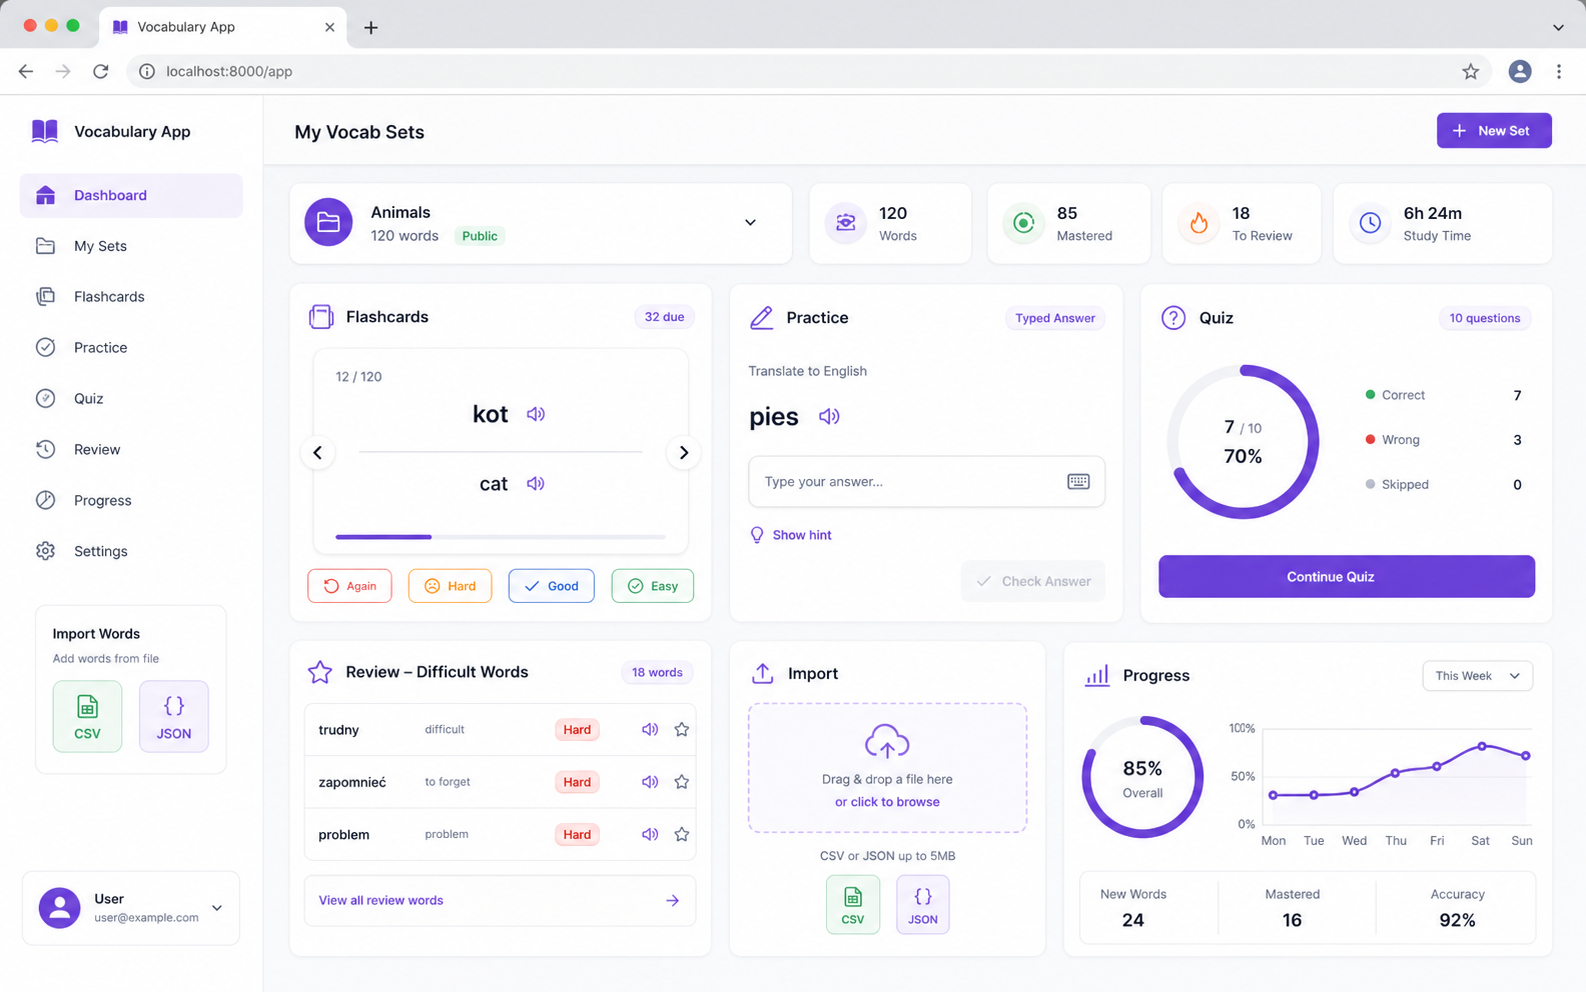 Vocabulary App
localhost:8000/app
Vocabulary App
Dashboard
My Sets
Flashcards
Practice
Quiz
Review
Progress
Settings
Import Words
Add words from file
CSV
JSON
User
user@example.com
My Vocab Sets
New Set
Animals
120 words
Public
120
Words
85
Mastered
18
To Review
6h 24m
Study Time
Flashcards
32 due
12 / 120
kot
cat
Again
Hard
Good
Easy
Practice
Typed Answer
Translate to English
pies
Type your answer...
Show hint
Check Answer
Quiz
10 questions
7 / 10
70%
Correct 7
Wrong 3
Skipped 0
Continue Quiz
Review – Difficult Words
18 words
trudny difficult Hard
zapomnieć to forget Hard
problem problem Hard
View all review words
Import
Drag & drop a file here
or click to browse
CSV or JSON up to 5MB
CSV
JSON
Progress
This Week
85%
Overall
100%
50%
0%
Mon Tue Wed Thu Fri Sat Sun
New Words
24
Mastered
16
Accuracy
92%